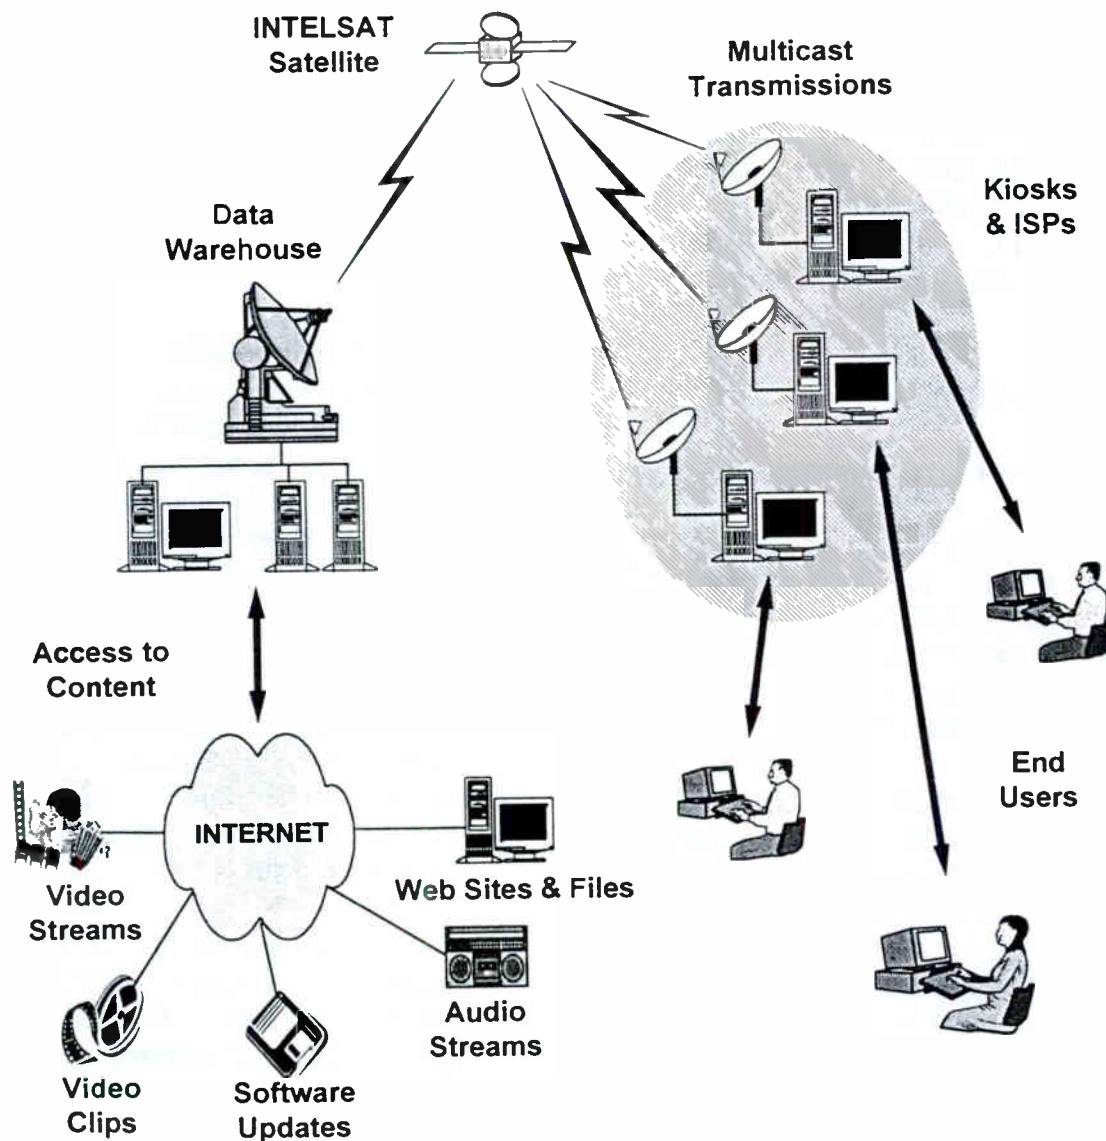 INTELSAT
Satellite
Multicast
Transmissions
Kiosks
& ISPs
Data
Warehouse
Access to
Content
INTERNET
Video
Streams
Web Sites & Files
End
Users
Audio
Streams
Video
Clips
Software
Updates